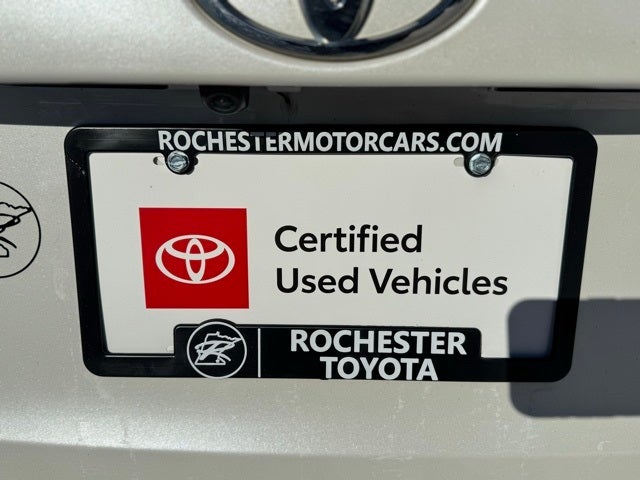 ROCHESTERMOTORCARS.COM
Certified
Used Vehicles
ROCHESTER
TOYOTA